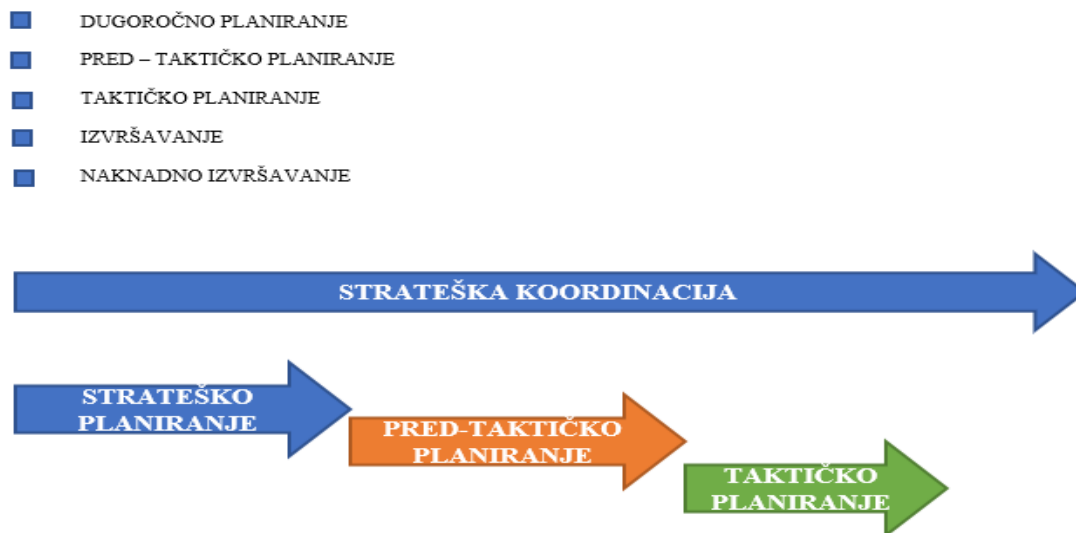 DUGOROČNO PLANIRANJE
PRED – TAKTIČKO PLANIRANJE
TAKTIČKO PLANIRANJE
IZVRŠAVANJE
NAKNADNO IZVRŠAVANJE
STRATEŠKA KOORDINACIJA
STRATEŠKO
PLANIRANJE
PRED-TAKTIČKO
PLANIRANJE
TAKTIČKO
PLANIRANJE